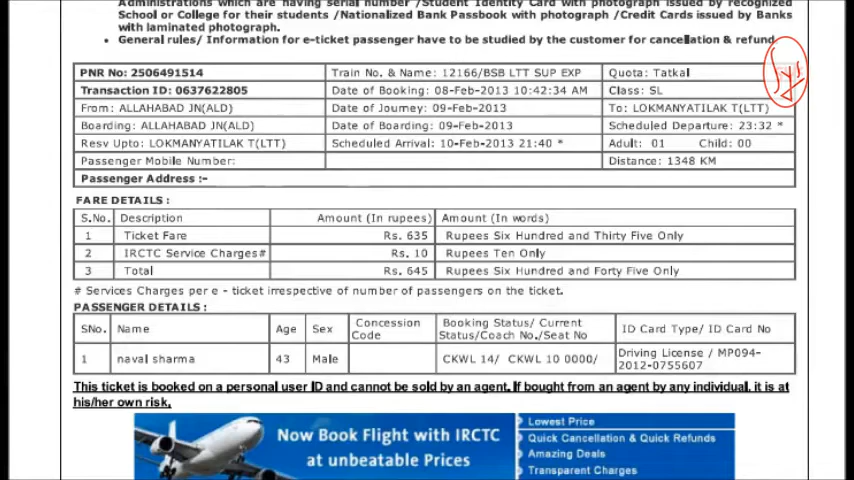 Administrations which are having serial number /Student Identity Card with photograph issued by recognized
School or College for their students /Nationalized Bank Passbook with photograph /Credit Cards issued by Banks
with laminated photograph.
• General rules/ Information for e-ticket passenger have to be studied by the customer for cancellation & refund.
PNR No: 2506491514 Train No. & Name: 12166/BSB LTT SUP EXP Quota: Tatkal
Transaction ID: 0637622805 Date of Booking: 08-Feb-2013 10:42:34 AM Class: SL
From: ALLAHABAD JN(ALD) Date of Journey: 09-Feb-2013 To: LOKMANYATILAK T(LTT)
Boarding: ALLAHABAD JN(ALD) Date of Boarding: 09-Feb-2013 Scheduled Departure: 23:32 *
Resv Upto: LOKMANYATILAK T(LTT) Scheduled Arrival: 10-Feb-2013 21:40 * Adult: 01 Child: 00
Passenger Mobile Number: Distance: 1348 KM
Passenger Address :-
FARE DETAILS :
S.No. Description Amount (In rupees) Amount (In words)
1 Ticket Fare Rs. 635 Rupees Six Hundred and Thirty Five Only
2 IRCTC Service Charges# Rs. 10 Rupees Ten Only
3 Total Rs. 645 Rupees Six Hundred and Forty Five Only
# Services Charges per e - ticket irrespective of number of passengers on the ticket.
PASSENGER DETAILS :
SNo. Name Age Sex Concession Code Booking Status/ Current Status/Coach No./Seat No ID Card Type/ ID Card No
1 naval sharma 43 Male CKWL 14/ CKWL 10 0000/ Driving License / MP094-2012-0755607
This ticket is booked on a personal user ID and cannot be sold by an agent. If bought from an agent by any individual, it is at
his/her own risk.
Now Book Flight with IRCTC
at unbeatable Prices
Lowest Price
Quick Cancellation & Quick Refunds
Amazing Deals
Transparent Charges